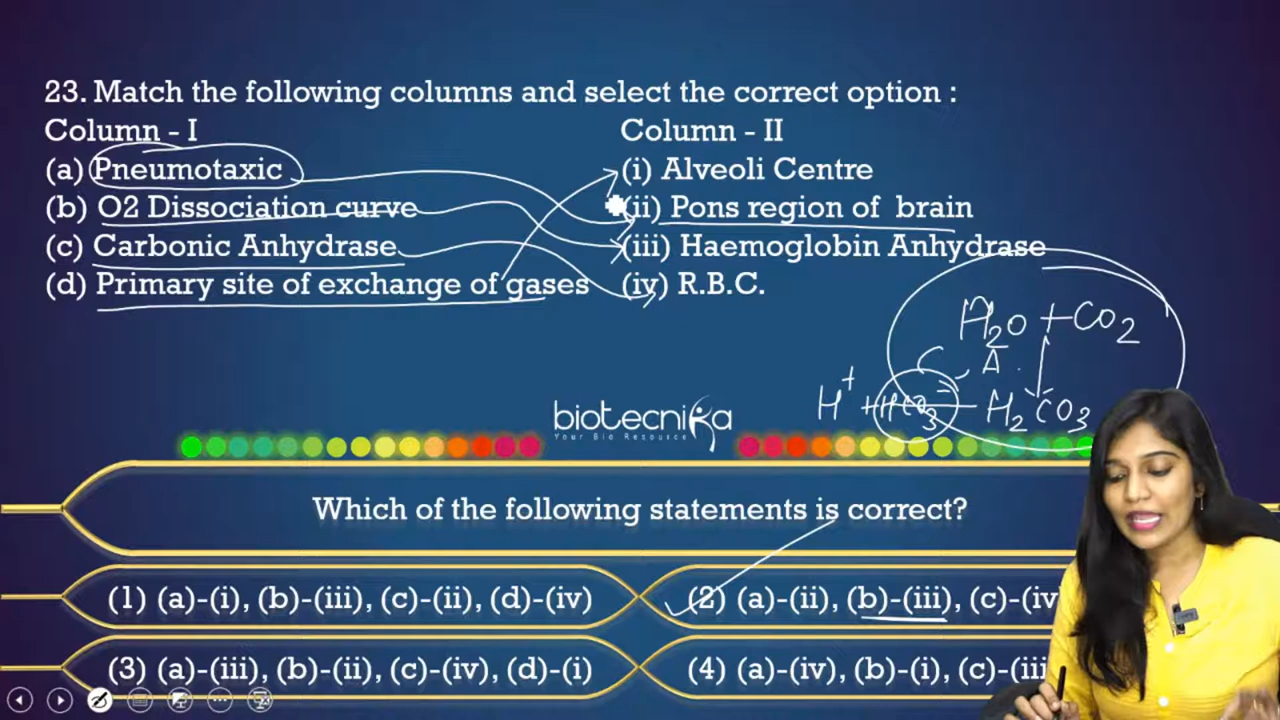 23. Match the following columns and select the correct option :
Column - I Column - II
(a) Pneumotaxic (i) Alveoli Centre
(b) O2 Dissociation curve (ii) Pons region of brain
(c) Carbonic Anhydrase (iii) Haemoglobin Anhydrase
(d) Primary site of exchange of gases (iv) R.B.C.
H₂O + CO₂
C.A.
H⁺ + HCO₃ H₂CO₃
biotecnika
Your Bio Resource
Which of the following statements is correct?
(1) (a)-(i), (b)-(iii), (c)-(ii), (d)-(iv) (2) (a)-(ii), (b)-(iii), (c)-(iv
(3) (a)-(iii), (b)-(ii), (c)-(iv), (d)-(i) (4) (a)-(iv), (b)-(i), (c)-(iii